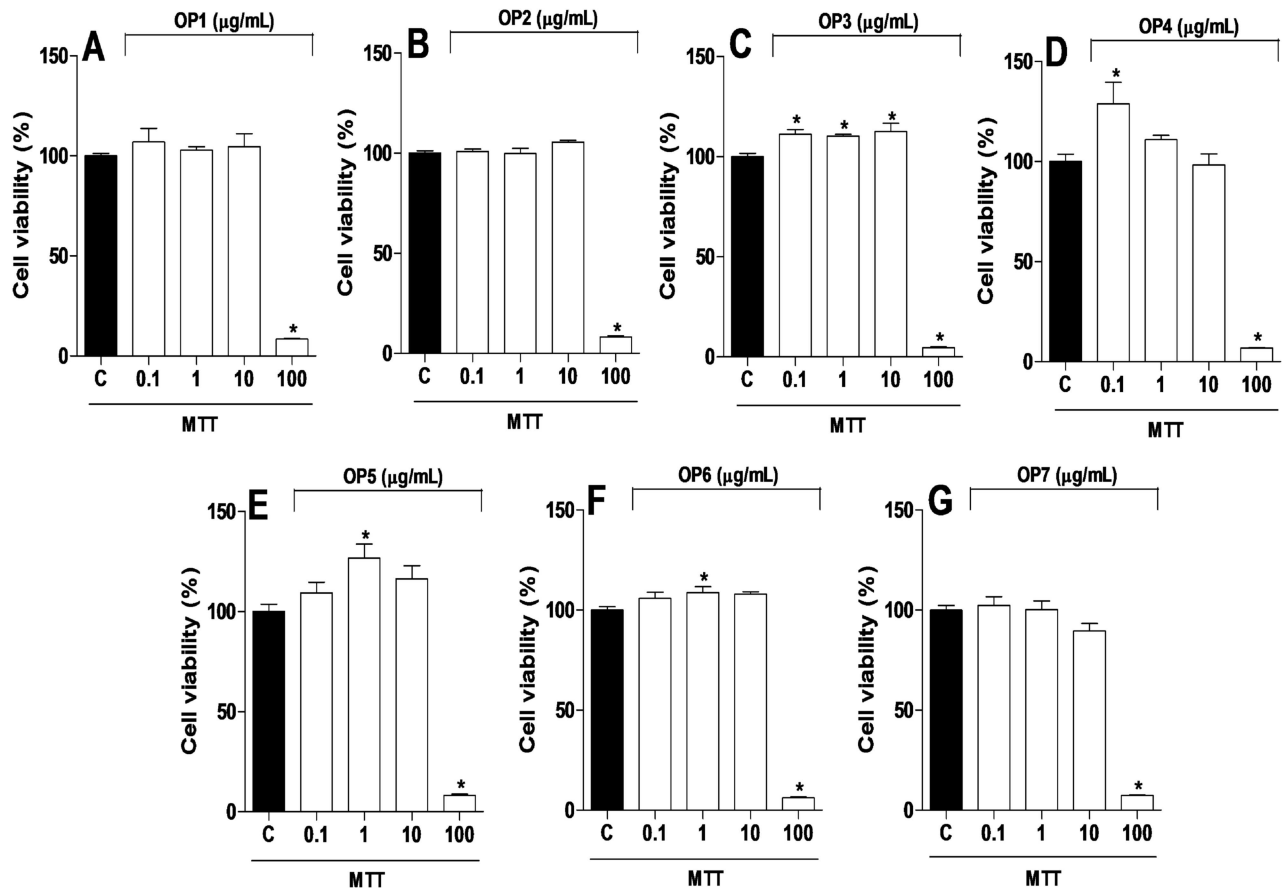 A
OP1 (μg/mL)
Cell viability (%)
150
100
50
0
*
C 0.1 1 10 100
MTT
B
OP2 (μg/mL)
Cell viability (%)
150
100
50
0
*
C 0.1 1 10 100
MTT
C
OP3 (μg/mL)
Cell viability (%)
150
100
50
0
* * * *
C 0.1 1 10 100
MTT
D
OP4 (μg/mL)
Cell viability (%)
150
100
50
0
* *
C 0.1 1 10 100
MTT
E
OP5 (μg/mL)
Cell viability (%)
150
100
50
0
* *
C 0.1 1 10 100
MTT
F
OP6 (μg/mL)
Cell viability (%)
150
100
50
0
* *
C 0.1 1 10 100
MTT
G
OP7 (μg/mL)
Cell viability (%)
150
100
50
0
*
C 0.1 1 10 100
MTT